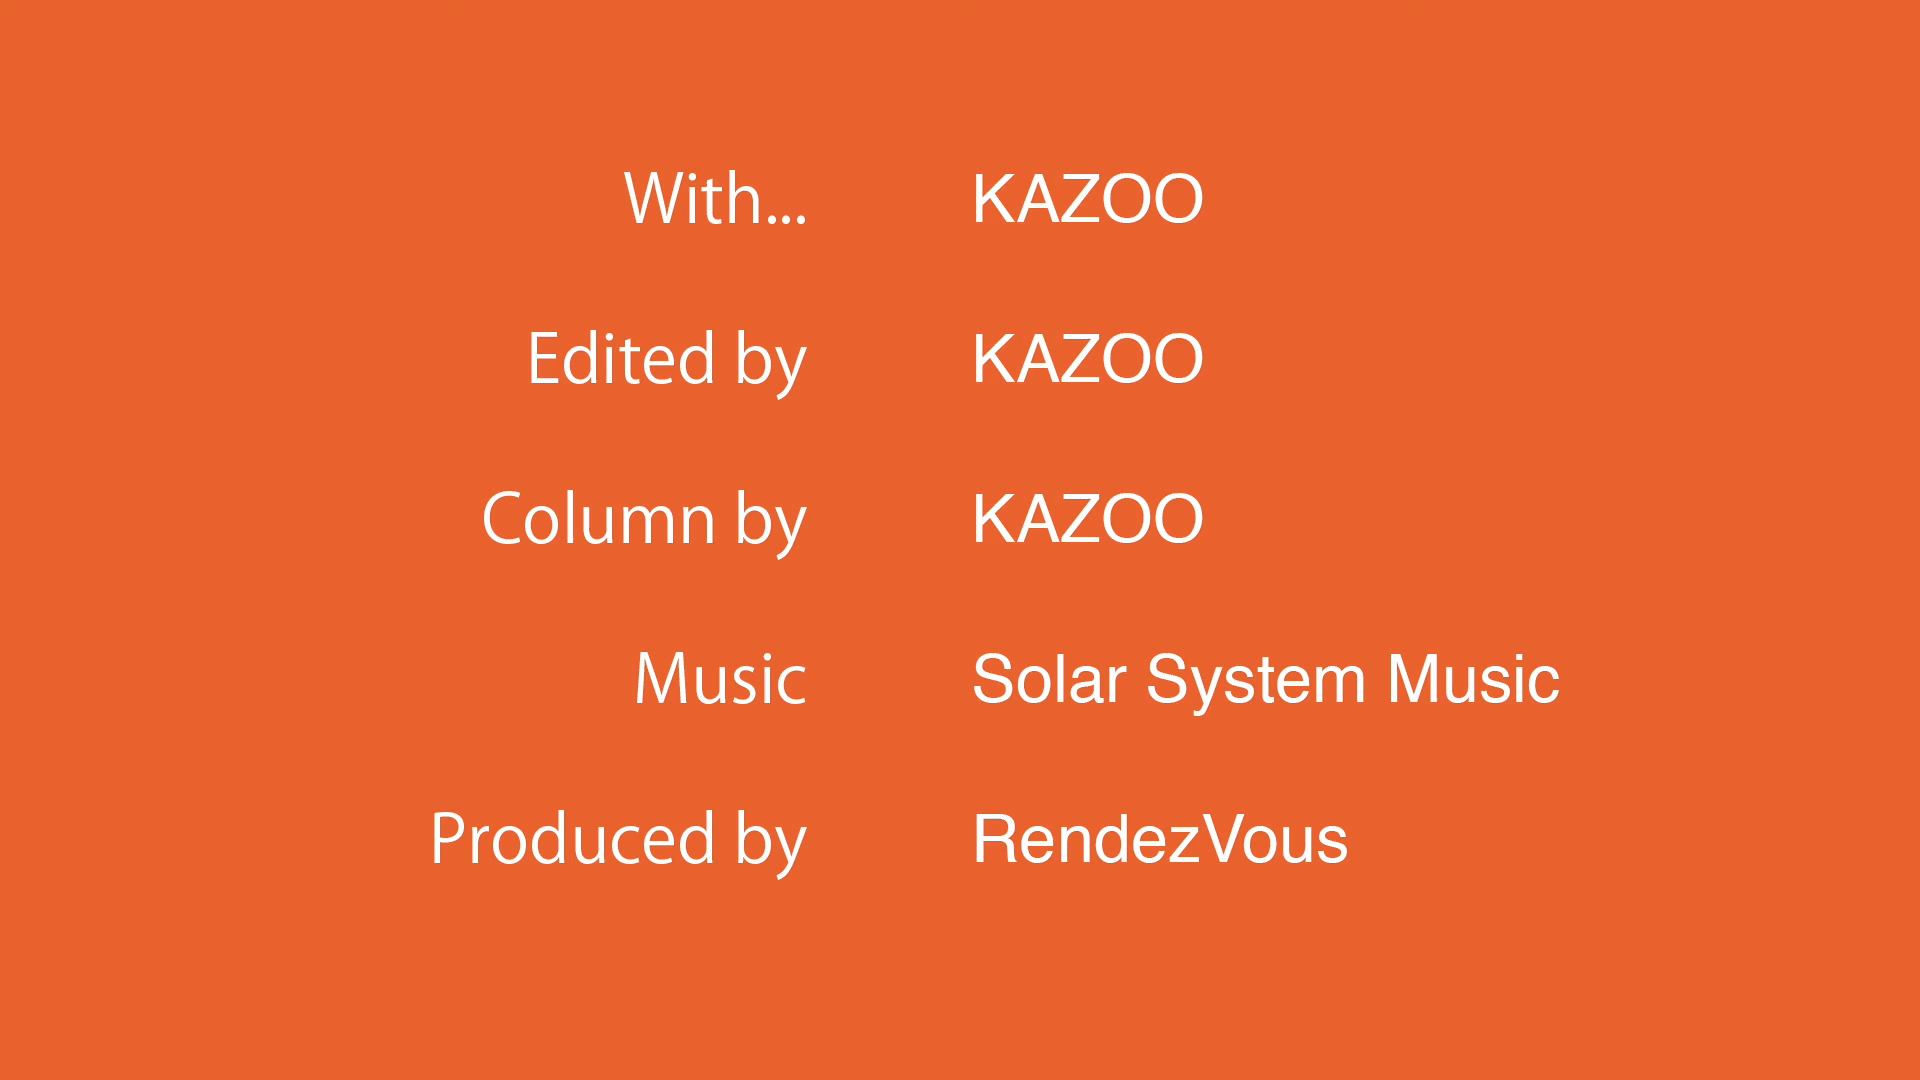 With... KAZOO
Edited by KAZOO
Column by KAZOO
Music Solar System Music
Produced by RendezVous